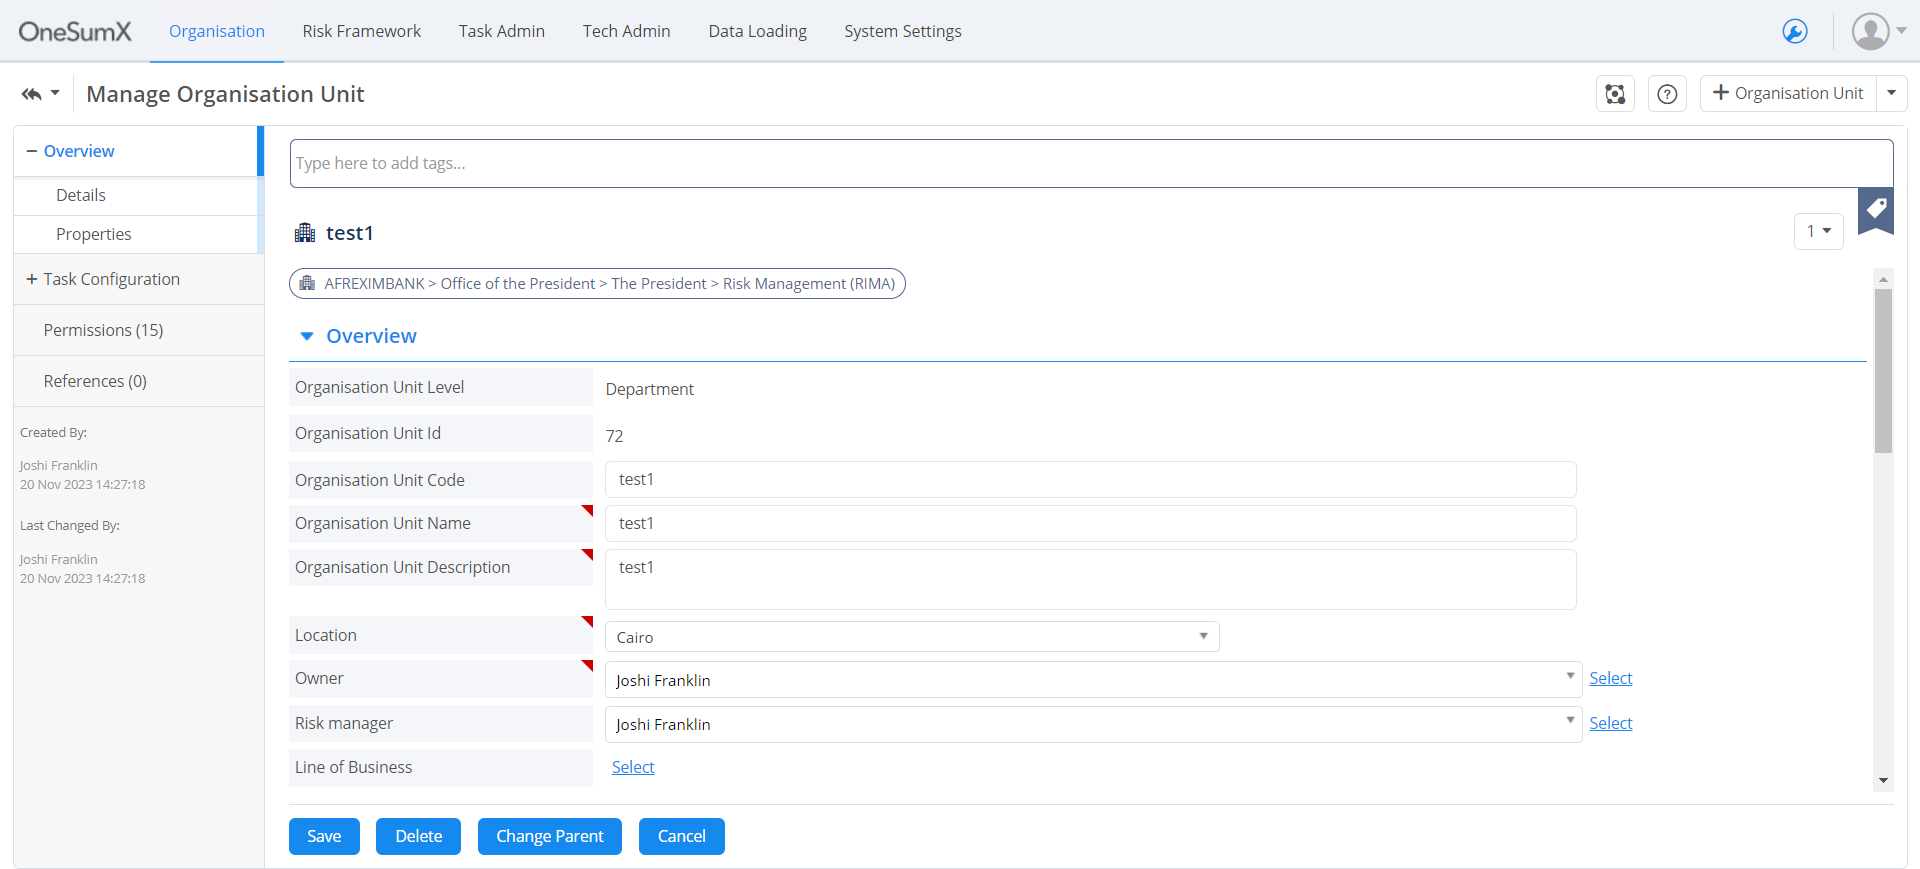 OneSumX
Organisation
Risk Framework
Task Admin
Tech Admin
Data Loading
System Settings
Manage Organisation Unit
Organisation Unit
Overview
Details
Properties
Task Configuration
Permissions (15)
References (0)
Created By:
Joshi Franklin
20 Nov 2023 14:27:18
Last Changed By:
Joshi Franklin
20 Nov 2023 14:27:18
Type here to add tags...
test1
1
AFREXIMBANK > Office of the President > The President > Risk Management (RIMA)
Overview
Organisation Unit Level
Department
Organisation Unit Id
72
Organisation Unit Code
test1
Organisation Unit Name
test1
Organisation Unit Description
test1
Location
Cairo
Owner
Joshi Franklin
Select
Risk manager
Joshi Franklin
Select
Line of Business
Select
Save
Delete
Change Parent
Cancel